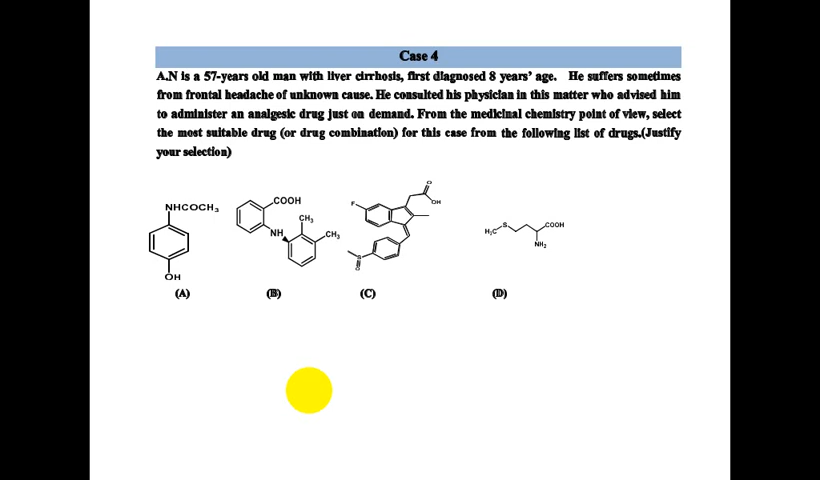 Case 4
A.N is a 57-years old man with liver cirrhosis, first diagnosed 8 years' age. He suffers sometimes
from frontal headache of unknown cause. He consulted his physician in this matter who advised him
to administer an analgesic drug just on demand. From the medicinal chemistry point of view, select
the most suitable drug (or drug combination) for this case from the following list of drugs.(Justify
your selection)
NHCOCH3
OH
(A)
COOH
NH
CH3
CH3
(B)
F
O
OH
S
O
(C)
H3C
S
COOH
NH2
(D)